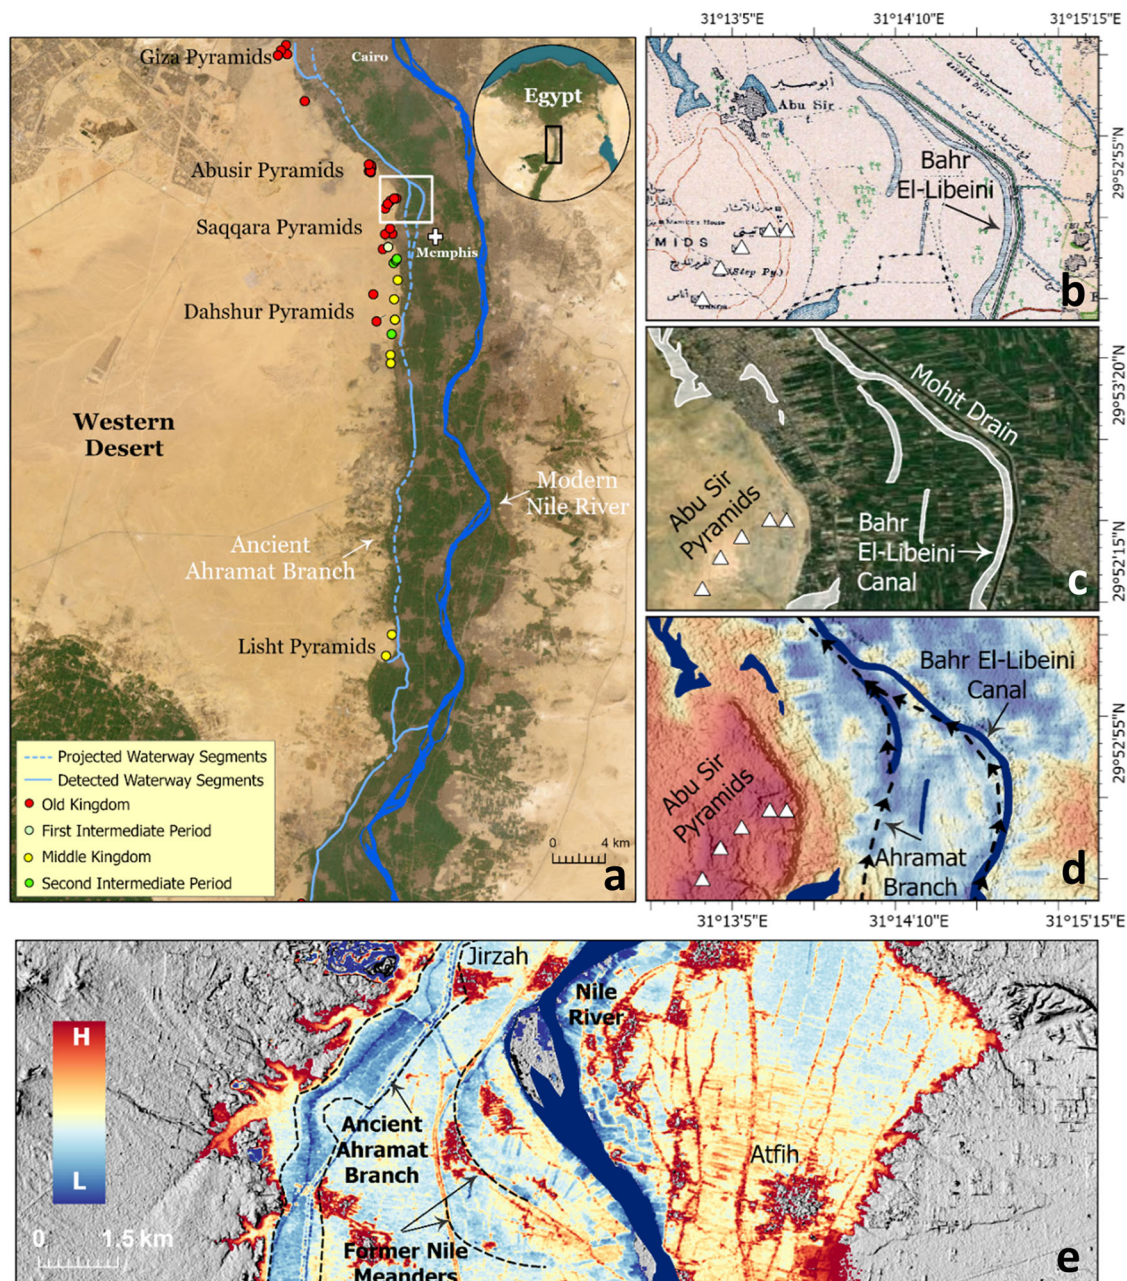 Giza Pyramids
Cairo
Egypt
Abusir Pyramids
Saqqara Pyramids
Memphis
Dahshur Pyramids
Western
Desert
Modern
Nile River
Ancient
Ahramat Branch
Lisht Pyramids
Projected Waterway Segments
Detected Waterway Segments
Old Kingdom
First Intermediate Period
Middle Kingdom
Second Intermediate Period
0 4 km
a
31°13'5"E 31°14'10"E 31°15'15"E
أبو صير
Abu Sir
Bahr
El-Libeini
MIDS
(Step Py.)
29°52'55"N
b
Mohit Drain
Abu Sir
Pyramids
Bahr
El-Libeini
Canal
29°53'20"N
29°52'15"N
c
Bahr El-Libeini
Canal
Abu Sir
Pyramids
Ahramat
Branch
29°52'55"N
d
31°13'5"E 31°14'10"E 31°15'15"E
Jirzah
Nile
River
H
L
Ancient
Ahramat
Branch
Atfih
Former Nile
Meanders
0 1.5 km
e